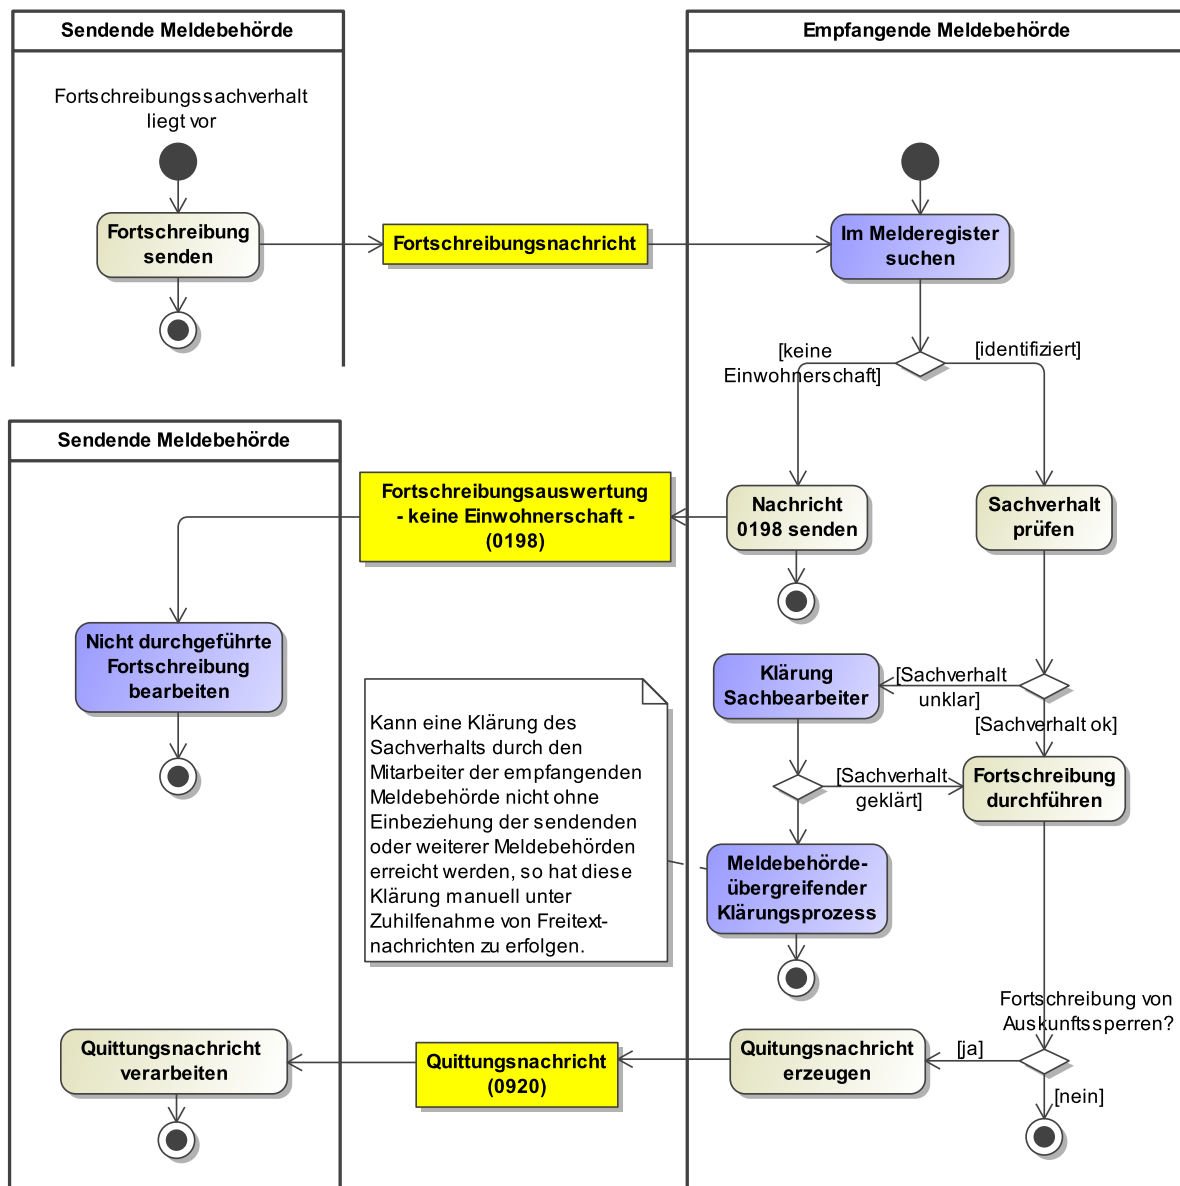 Sendende Meldebehörde
Empfangende Meldebehörde
Fortschreibungssachverhalt
liegt vor
Fortschreibung
senden
Fortschreibungsnachricht
Im Melderegister
suchen
[keine
Einwohnerschaft]
[identifiziert]
Sendende Meldebehörde
Fortschreibungsauswertung
- keine Einwohnerschaft -
(0198)
Nachricht
0198 senden
Sachverhalt
prüfen
Nicht durchgeführte
Fortschreibung
bearbeiten
Klärung
Sachbearbeiter
[Sachverhalt
unklar]
[Sachverhalt ok]
Kann eine Klärung des
Sachverhalts durch den
Mitarbeiter der empfangenden
Meldebehörde nicht ohne
Einbeziehung der sendenden
oder weiterer Meldebehörden
erreicht werden, so hat diese
Klärung manuell unter
Zuhilfenahme von Freitext-
nachrichten zu erfolgen.
[Sachverhalt
geklärt]
Fortschreibung
durchführen
Meldebehörde-
übergreifender
Klärungsprozess
Fortschreibung von
Auskunftssperren?
Quittungsnachricht
verarbeiten
Quittungsnachricht
(0920)
Quitungsnachricht
erzeugen
[ja]
[nein]